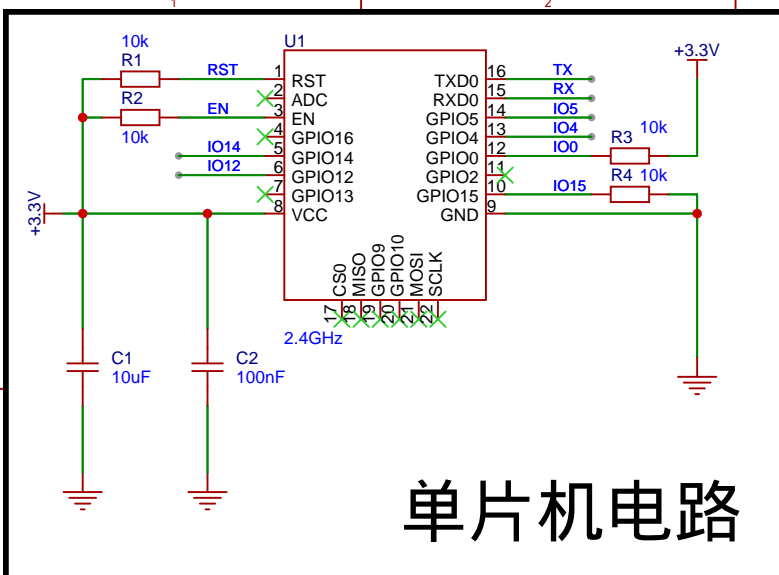 1 2
10k
R1
R2
10k
RST
EN
IO14
IO12
+3.3V
U1
1 RST
2 ADC
3 EN
4 GPIO16
5 GPIO14
6 GPIO12
7 GPIO13
8 VCC
TXD0 16
RXD0 15
GPIO5 14
GPIO4 13
GPIO0 12
GPIO2 11
GPIO15 10
GND 9
TX
RX
IO5
IO4
IO0
IO15
R3 10k
R4 10k
+3.3V
17 CS0
18 MISO
19 GPIO9
20 GPIO10
21 MOSI
22 SCLK
2.4GHz
C1
10uF
C2
100nF
单片机电路